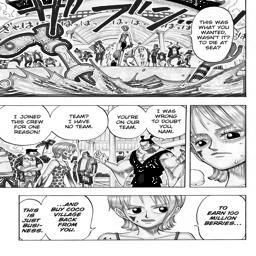 THIS WAS
WHAT YOU
WANTED,
WASN'T IT?
TO DIE
AT SEA?
I WAS
WRONG TO
DOUBT
YOU,
NAMI.
YOU'RE
ON OUR
TEAM.
TEAM?
I HAVE
NO TEAM.
I JOINED
THIS CREW
FOR ONE
REASON!
TO EARN
100 MILLION
BERRIES...
...AND
BUY COCO
VILLAGE
BACK FROM
YOU.
THIS
IS
JUST
BUSI-
NESS.